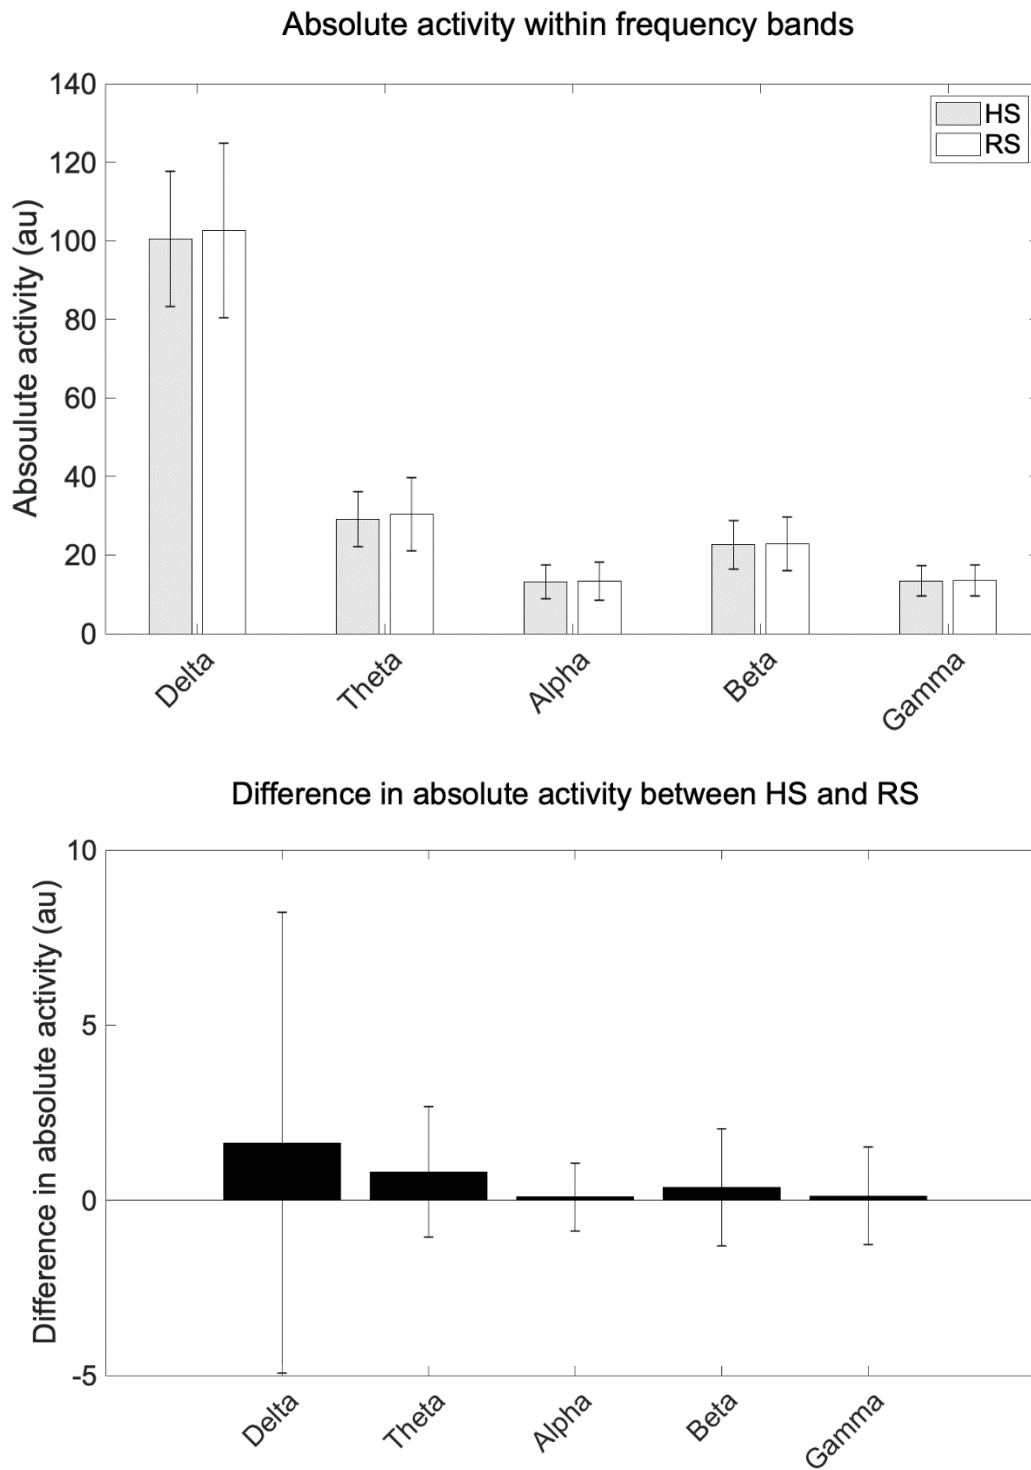 Absolute activity within frequency bands
140
120
100
80
60
40
20
0
Absoulute activity (au)
HS
RS
Delta
Theta
Alpha
Beta
Gamma
Difference in absolute activity between HS and RS
10
5
0
-5
Difference in absolute activity (au)
Delta
Theta
Alpha
Beta
Gamma